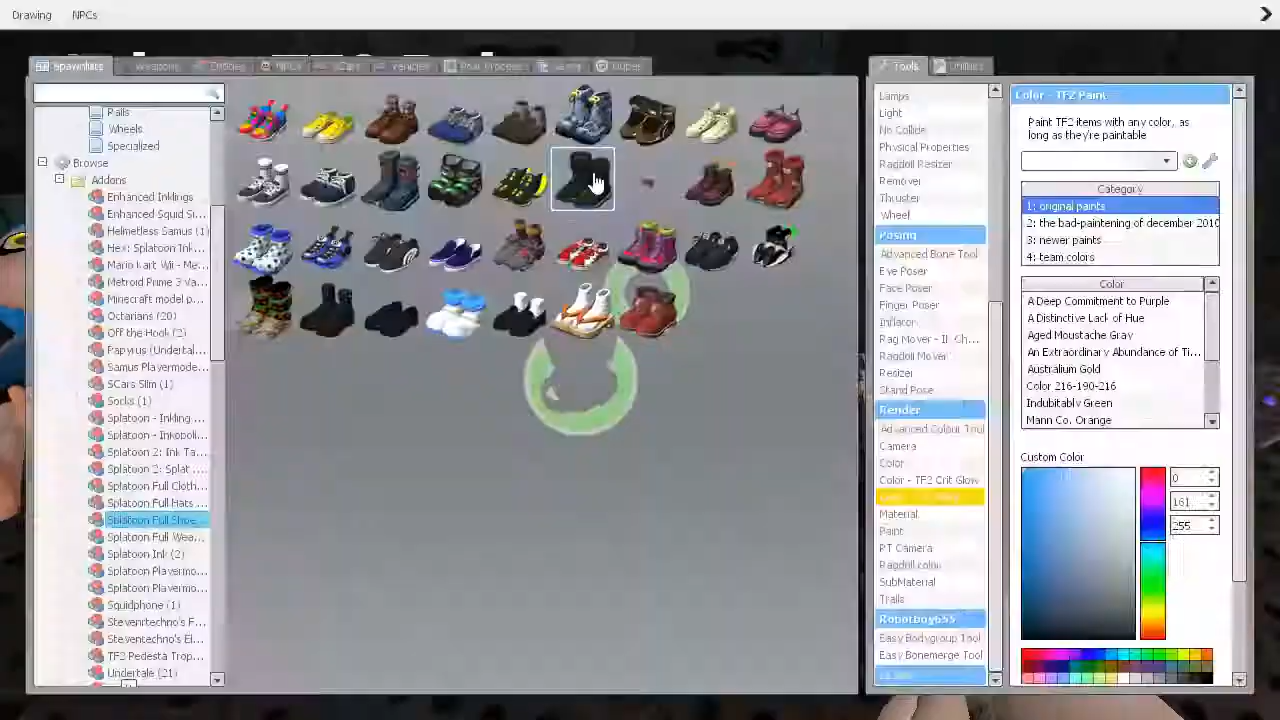 Drawing NPCs
Spawnlists Weapons Entities NPCs Cars Vehicles Post Process Saves Dupes
Tools Utilities
Palls
Wheels
Specialized
Browse
Addons
Enhanced Inklings
Enhanced Squid Si...
Helmetless Samus (1)
Hex: Splatoon Ink...
Mario Kart Wii - Me...
Metroid Prime 3 Va...
Minecraft model p...
Octarians (20)
Off the Hook (2)
Papyrus (Undertal...
Samus Playermode...
SCars Slim (1)
Socks (1)
Splatoon - Inkling ...
Splatoon - Inkopoli...
Splatoon 2: Ink Ta...
Splatoon 2: Splat ...
Splatoon Full Cloth...
Splatoon Full Hats ...
Splatoon Full Shoe...
Splatoon Full Wea...
Splatoon Ink (2)
Splatoon Playermo...
Splatoon Playermo...
Squidphone (1)
Steventechno's F...
Steventechno's El...
TF2 Pedesta Trop...
Undertale (21)
Lamps
Light
No Collide
Physical Properties
Ragdoll Resizer
Remover
Thruster
Wheel
Posing
Advanced Bone Tool
Eye Poser
Face Poser
Finger Poser
Inflator
Rag Mover - IK Ch...
Ragdoll Mover
Resizer
Stand Pose
Render
Advanced Colour Tool
Camera
Color
Color - TF2 Crit Glow
Material
Paint
PT Camera
Ragdoll color
SubMaterial
Trails
Robotboy655
Easy Bodygroup Tool
Easy Bonemerge Tool
Color - TF2 Paint
Paint TF2 items with any color, as
long as they're paintable
Category
1: original paints
2: the bad-paintening of december 2010
3: newer paints
4: team colors
Color
A Deep Commitment to Purple
A Distinctive Lack of Hue
Aged Moustache Gray
An Extraordinary Abundance of Ti...
Australium Gold
Color 216-190-216
Indubitably Green
Mann Co. Orange
Custom Color
0
161
255